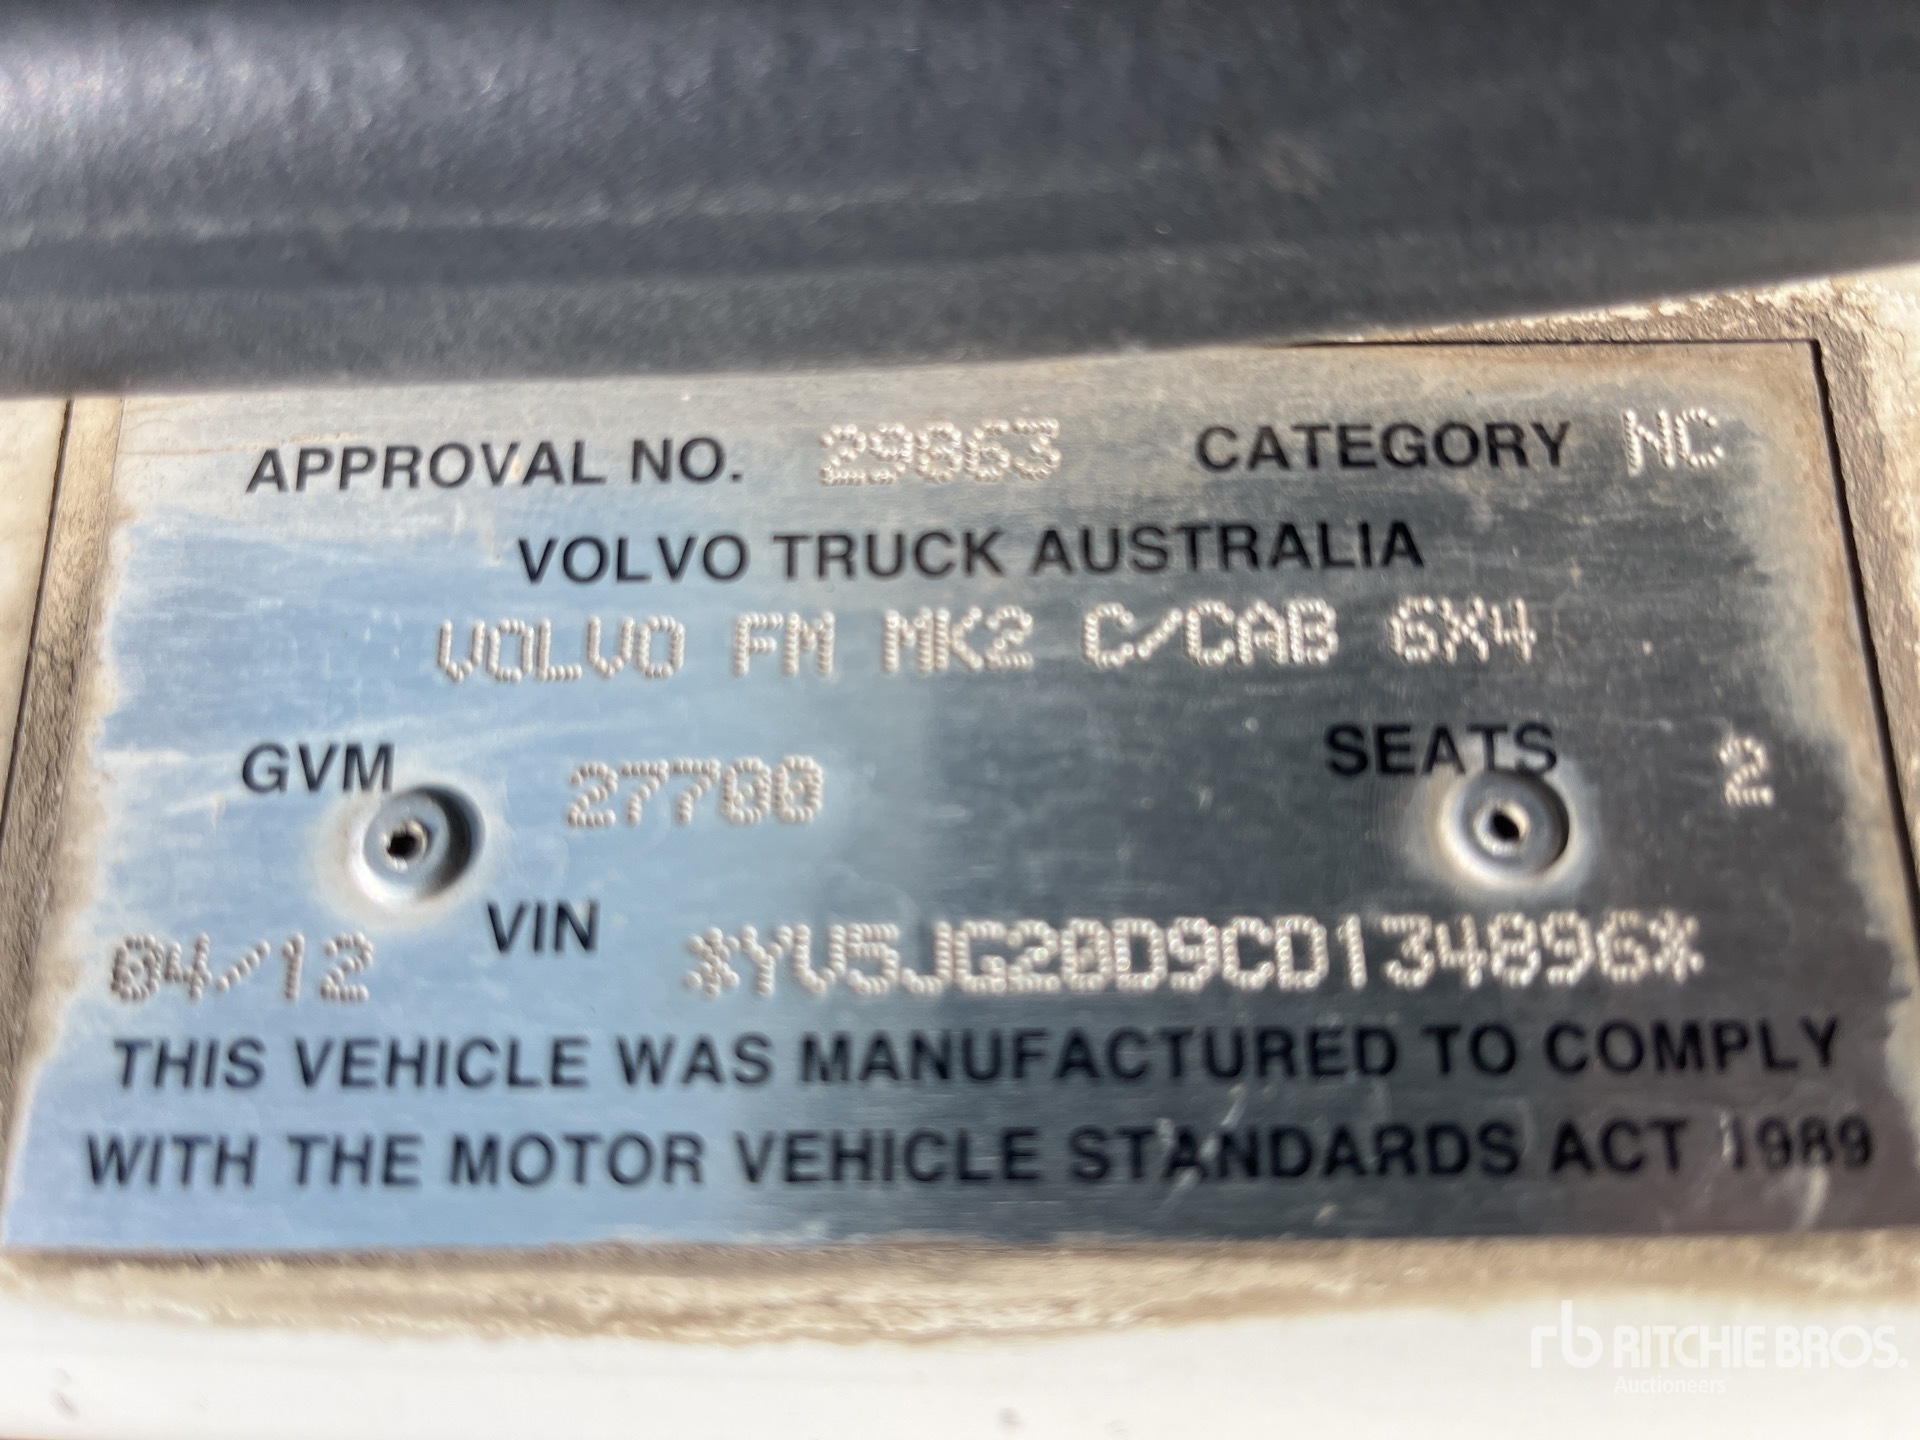 APPROVAL NO. 29863 CATEGORY NC
VOLVO TRUCK AUSTRALIA
VOLVO FM MK2 C/CAB 6X4
GVM 27700 SEATS 2
04/12 VIN *YV5JG20D9CD134896*
THIS VEHICLE WAS MANUFACTURED TO COMPLY
WITH THE MOTOR VEHICLE STANDARDS ACT 1989
rb RITCHIE BROS.
Auctioneers